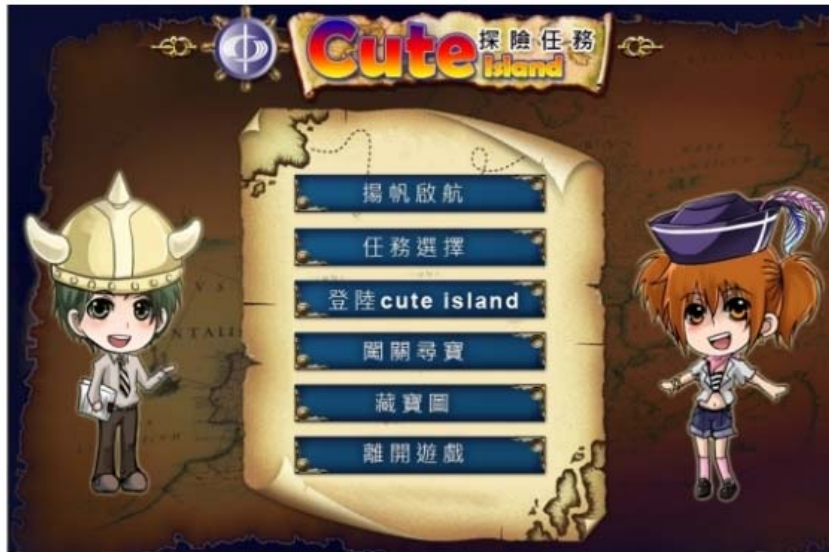 Cute 探險任務
island
揚帆啟航
任務選擇
登陸cute island
闖關尋寶
藏寶圖
離開遊戲